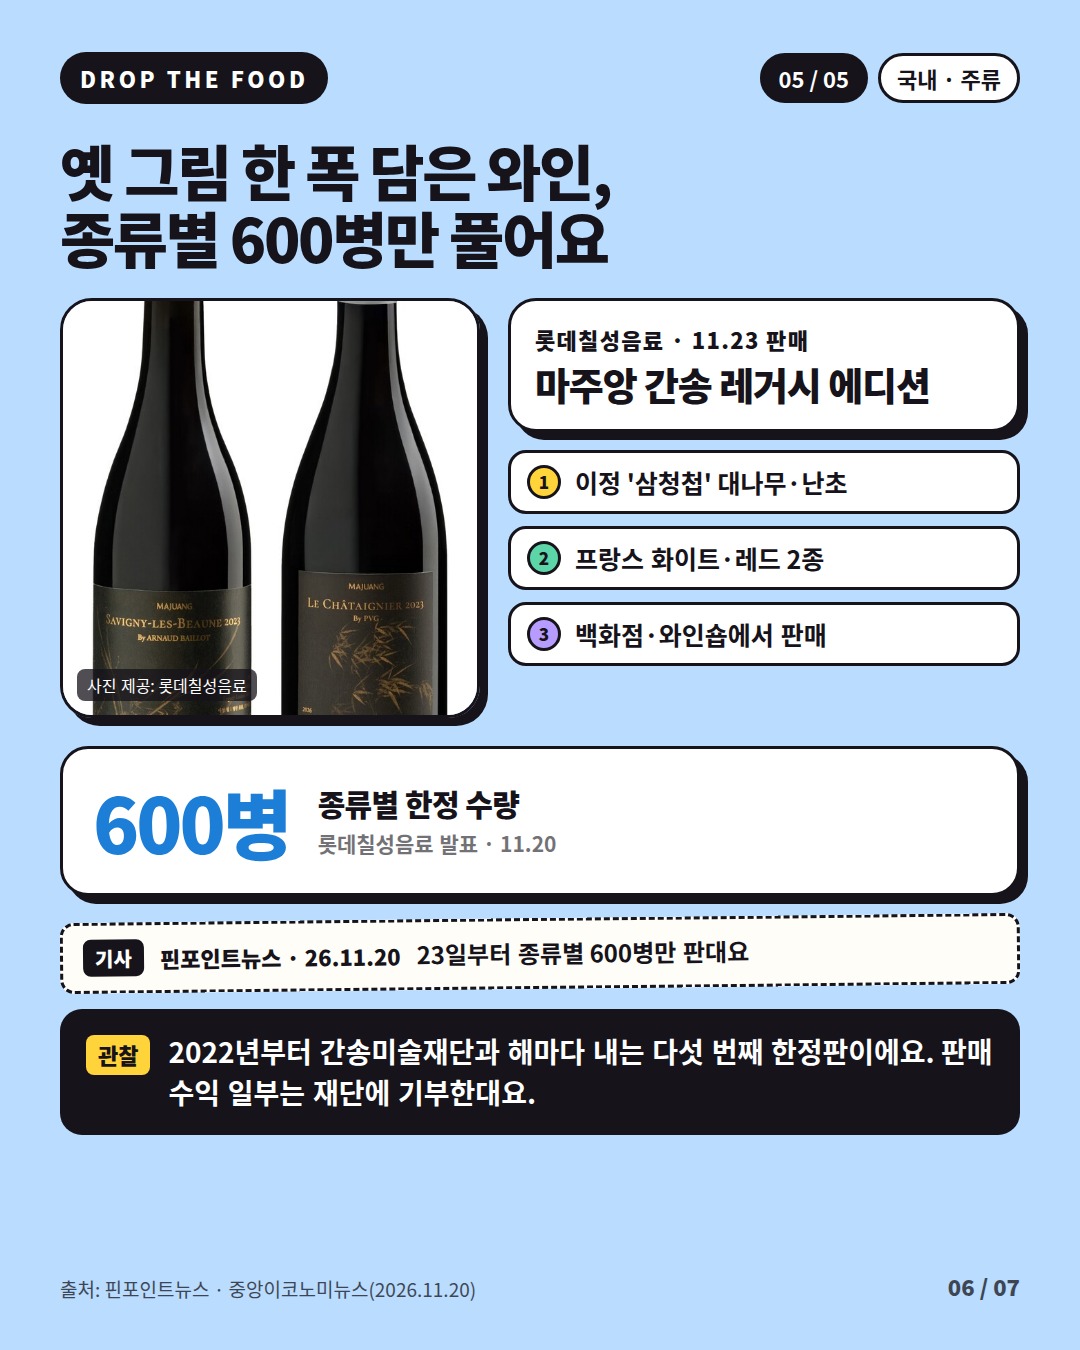 DROP THE FOOD
05 / 05
국내 · 주류
옛 그림 한 폭 담은 와인,
종류별 600병만 풀어요
MAJUANG
SAVIGNY-LES-BEAUNE 2023
By ARNAUD BAILLOT
MAJUANG
LE CHÂTAIGNIER 2023
By PVG
사진 제공: 롯데칠성음료
롯데칠성음료 · 11.23 판매
마주앙 간송 레거시 에디션
1 이정 '삼청첩' 대나무·난초
2 프랑스 화이트·레드 2종
3 백화점·와인숍에서 판매
600병
종류별 한정 수량
롯데칠성음료 발표 · 11.20
기사 핀포인트뉴스 · 26.11.20 23일부터 종류별 600병만 판대요
관찰 2022년부터 간송미술재단과 해마다 내는 다섯 번째 한정판이에요. 판매
수익 일부는 재단에 기부한대요.
출처: 핀포인트뉴스 · 중앙이코노미뉴스(2026.11.20)
06 / 07